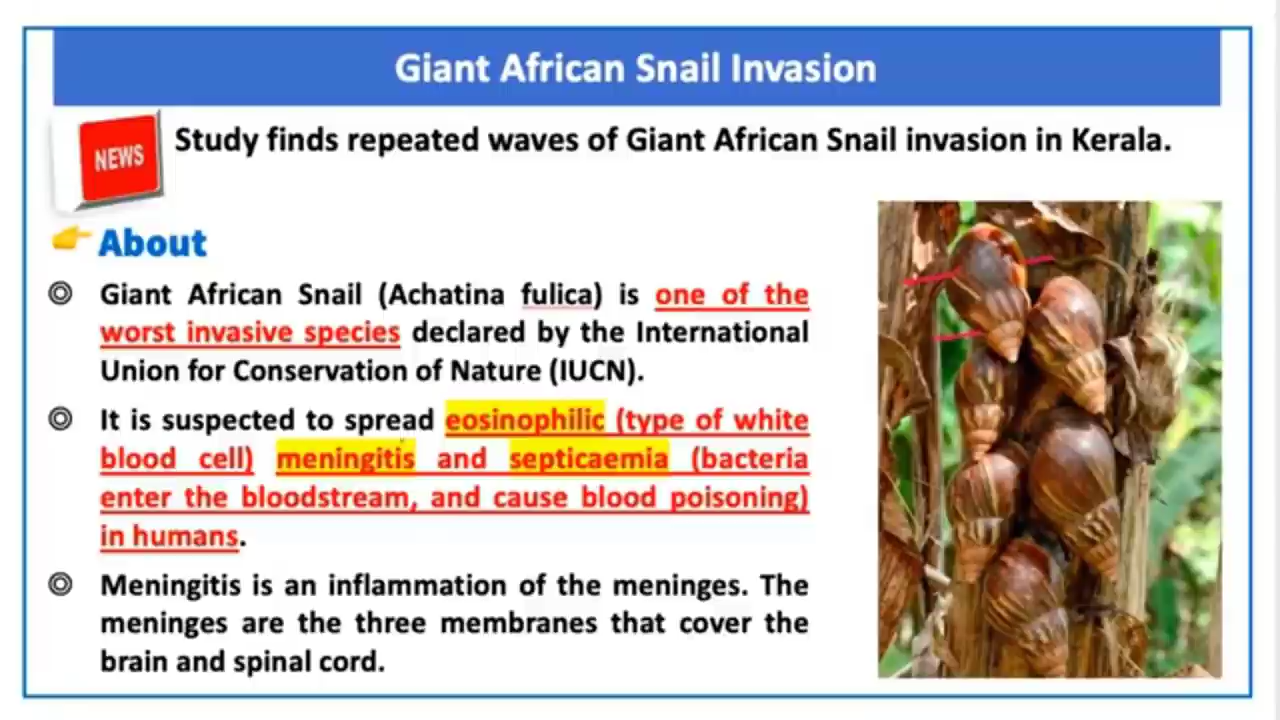 Giant African Snail Invasion
NEWS
Study finds repeated waves of Giant African Snail invasion in Kerala.
About
Giant African Snail (Achatina fulica) is one of the
worst invasive species declared by the International
Union for Conservation of Nature (IUCN).
It is suspected to spread eosinophilic (type of white
blood cell) meningitis and septicaemia (bacteria
enter the bloodstream, and cause blood poisoning)
in humans.
Meningitis is an inflammation of the meninges. The
meninges are the three membranes that cover the
brain and spinal cord.